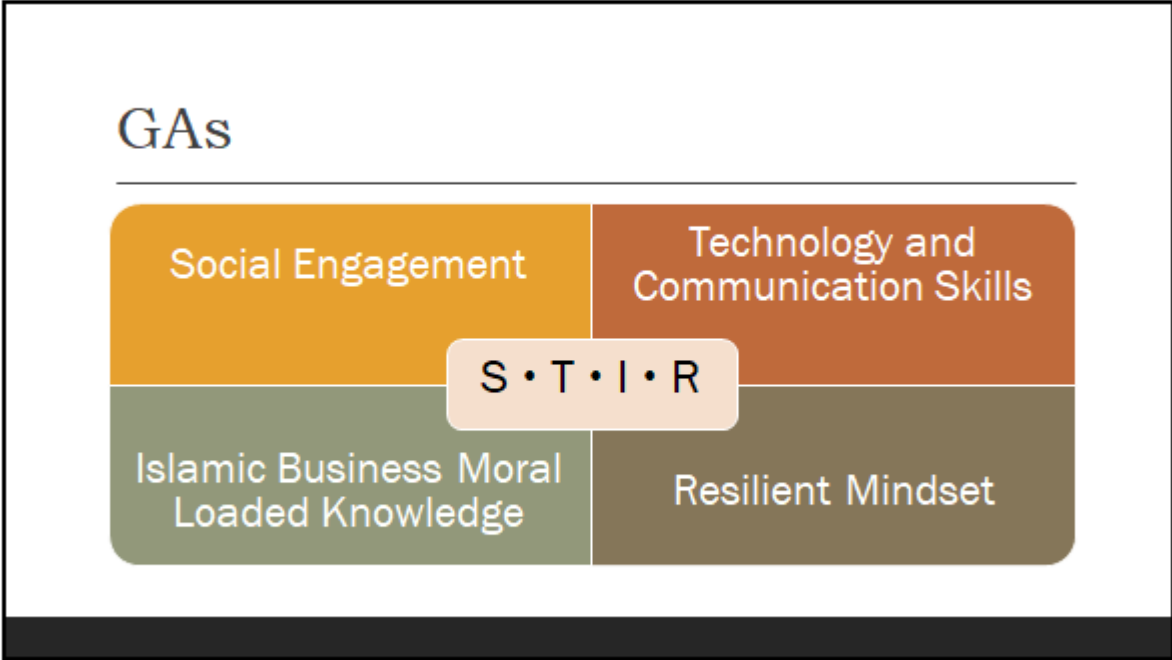 GAs
Social Engagement
Technology and
Communication Skills
S • T • I • R
Islamic Business Moral
Loaded Knowledge
Resilient Mindset